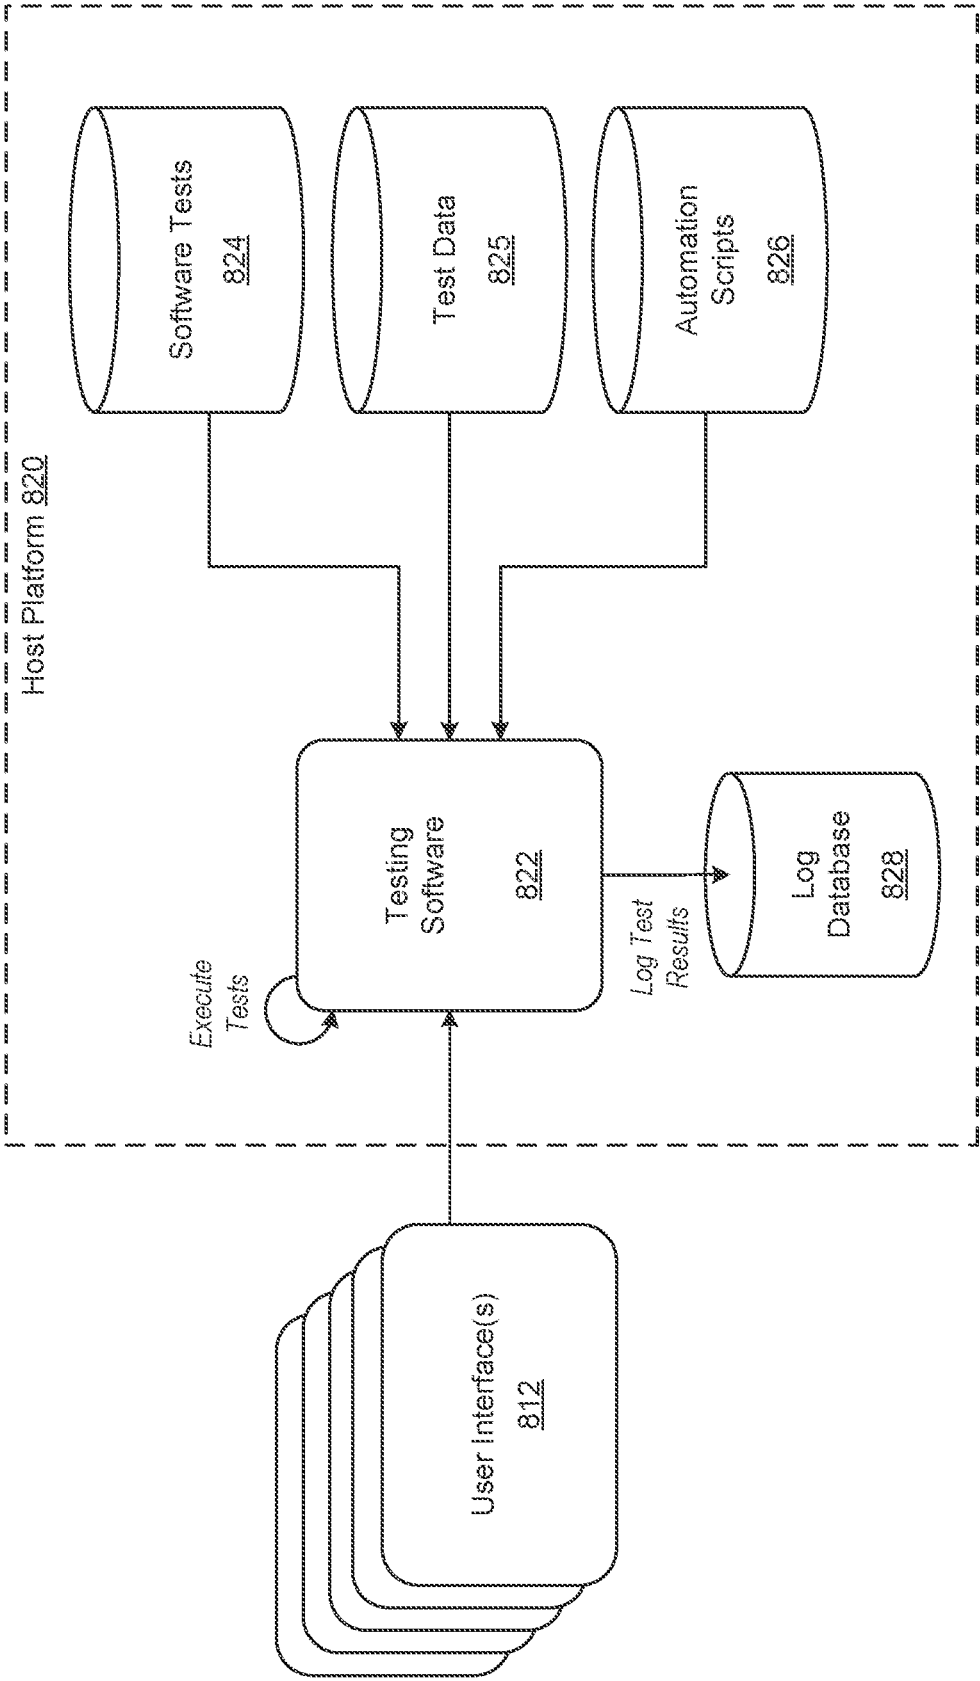 Host Platform 820
Execute
Tests
Software Tests
824
User Interface(s)
812
Testing
Software
822
Test Data
825
Log Test
Results
Log
Database
828
Automation
Scripts
826